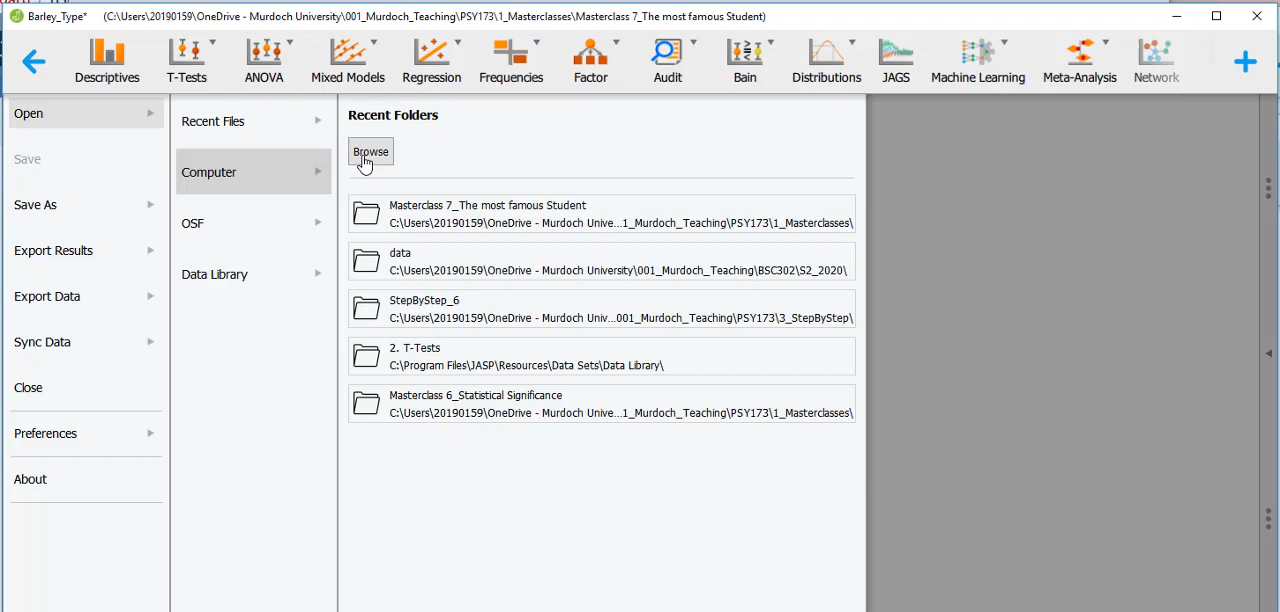 Barley_Type* (C:\Users\20190159\OneDrive - Murdoch University\001_Murdoch_Teaching\PSY173\1_Masterclasses\Masterclass 7_The most famous Student)
Descriptives T-Tests ANOVA Mixed Models Regression Frequencies Factor Audit Bain Distributions JAGS Machine Learning Meta-Analysis Network
Open
Save
Save As
Export Results
Export Data
Sync Data
Close
Preferences
About
Recent Files
Computer
OSF
Data Library
Recent Folders
Browse
Masterclass 7_The most famous Student
C:\Users\20190159\OneDrive - Murdoch Unive...1_Murdoch_Teaching\PSY173\1_Masterclasses\
data
C:\Users\20190159\OneDrive - Murdoch University\001_Murdoch_Teaching\BSC302\S2_2020\
StepByStep_6
C:\Users\20190159\OneDrive - Murdoch Univ...001_Murdoch_Teaching\PSY173\3_StepByStep\
2. T-Tests
C:\Program Files\JASP\Resources\Data Sets\Data Library\
Masterclass 6_Statistical Significance
C:\Users\20190159\OneDrive - Murdoch Unive...1_Murdoch_Teaching\PSY173\1_Masterclasses\